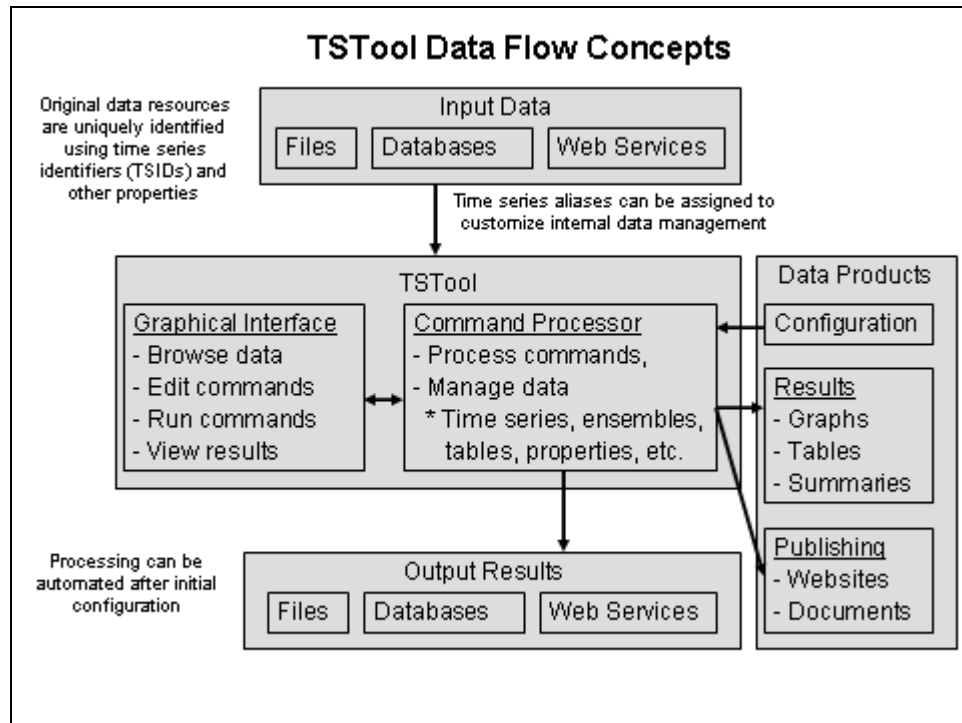 TSTool Data Flow Concepts
Original data resources
are uniquely identified
using time series
identifiers (TSIDs) and
other properties
Input Data
Files
Databases
Web Services
Time series aliases can be assigned to
customize internal data management
TSTool
Graphical Interface
- Browse data
- Edit commands
- Run commands
- View results
Command Processor
- Process commands,
- Manage data
* Time series, ensembles,
tables, properties, etc.
Data Products
Configuration
Results
- Graphs
- Tables
- Summaries
Publishing
- Websites
- Documents
Processing can be
automated after initial
configuration
Output Results
Files
Databases
Web Services